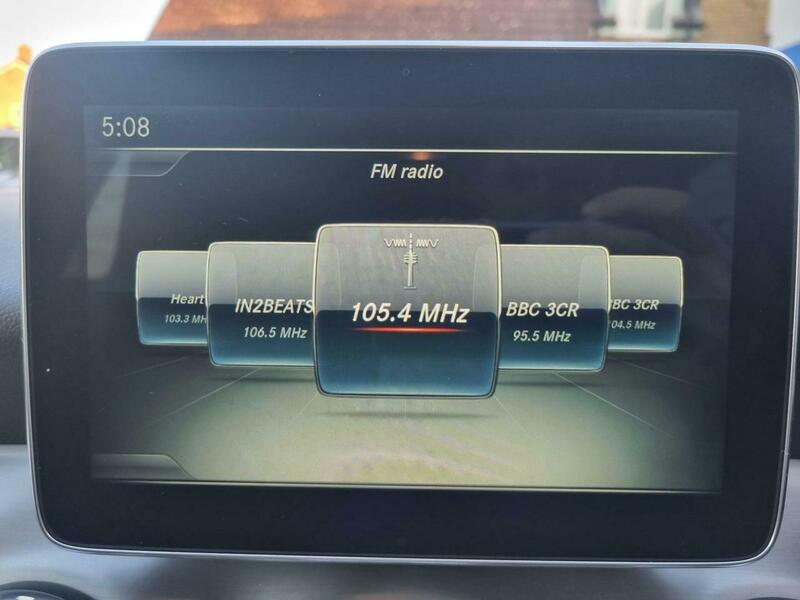 5:08
FM radio
Heart
103.3 MH
IN2BEATS
106.5 MHz
105.4 MHz
BBC 3CR
95.5 MHz
BC 3CR
04.5 MHz